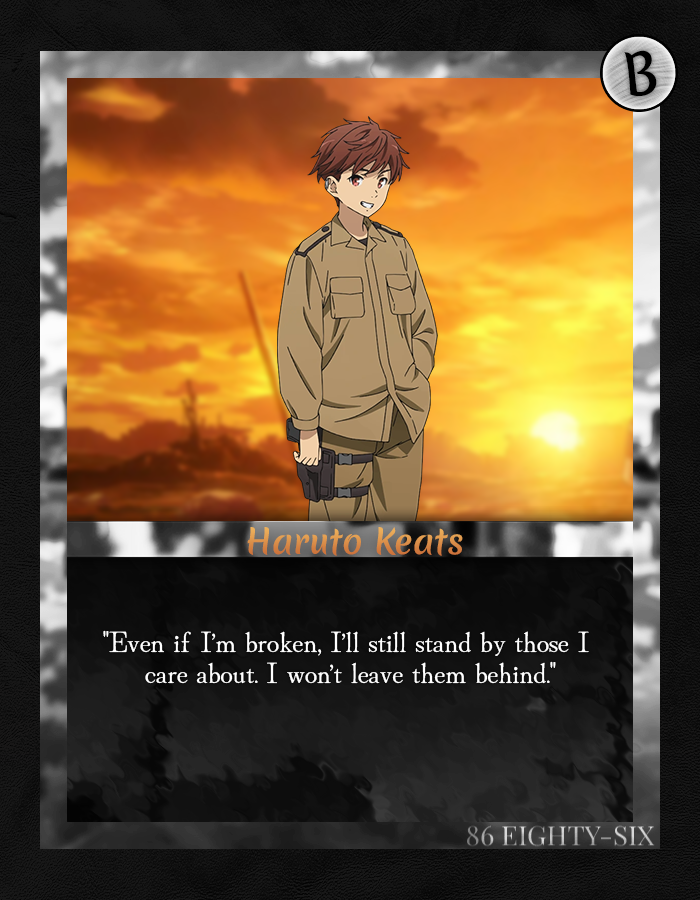 B
Haruto Keats
"Even if I'm broken, I'll still stand by those I
care about. I won't leave them behind."
86 EIGHTY-SIX